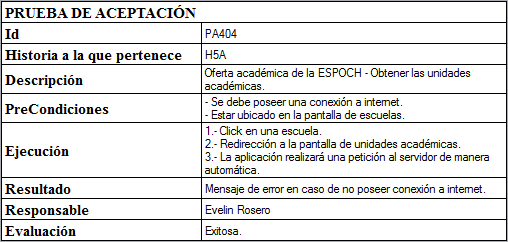 PRUEBA DE ACEPTACIÓN
Id PA404
Historia a la que pertenece H5A
Descripción Oferta académica de la ESPOCH - Obtener las unidades
académicas.
PreCondiciones - Se debe poseer una conexión a internet.
- Estar ubicado en la pantalla de escuelas.
Ejecución 1.- Click en una escuela.
2.- Redirección a la pantalla de unidades académicas.
3.- La aplicación realizará una petición al servidor de manera
automática.
Resultado Mensaje de error en caso de no poseer conexión a internet.
Responsable Evelin Rosero
Evaluación Exitosa.